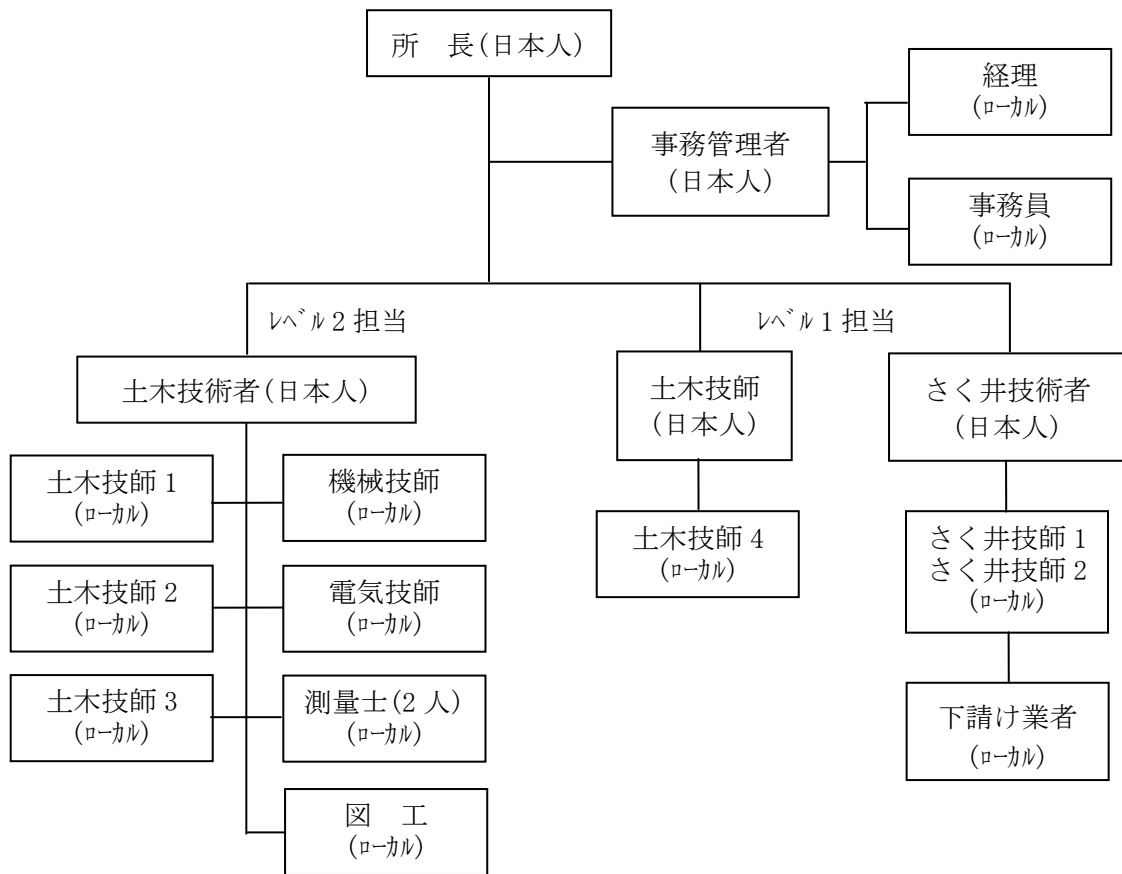 所　長(日本人)
経理
(ﾛｰｶﾙ)
事務管理者
(日本人)
事務員
(ﾛｰｶﾙ)
ﾚﾍﾞﾙ 2 担当
ﾚﾍﾞﾙ 1 担当
土木技術者(日本人)
土木技師
(日本人)
さく井技術者
(日本人)
土木技師 1
(ﾛｰｶﾙ)
機械技師
(ﾛｰｶﾙ)
土木技師 4
(ﾛｰｶﾙ)
さく井技師 1
さく井技師 2
(ﾛｰｶﾙ)
土木技師 2
(ﾛｰｶﾙ)
電気技師
(ﾛｰｶﾙ)
土木技師 3
(ﾛｰｶﾙ)
測量士(2 人)
(ﾛｰｶﾙ)
下請け業者
(ﾛｰｶﾙ)
図　工
(ﾛｰｶﾙ)